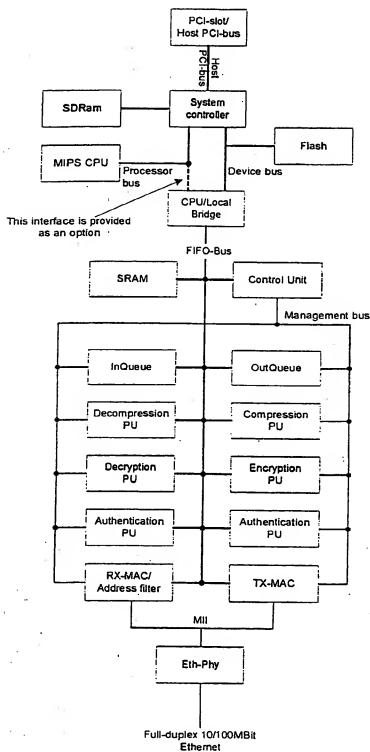 PCI-slot/
Host PCI-bus
Host
PCI-bus
SDRam
System
controller
Flash
MIPS CPU
Processor
bus
Device bus
This interface is provided
as an option
CPU/Local
Bridge
FIFO-Bus
SRAM
Control Unit
Management bus
InQueue
OutQueue
Decompression
PU
Compression
PU
Decryption
PU
Encryption
PU
Authentication
PU
Authentication
PU
RX-MAC/
Address filter
TX-MAC
MII
Eth-Phy
Full-duplex 10/100MBit
Ethernet